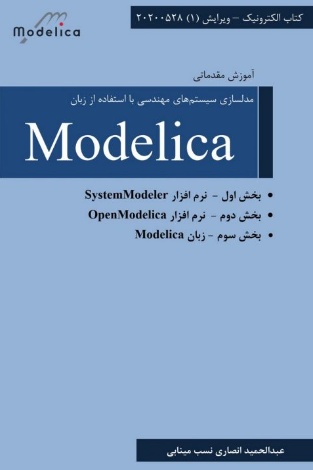 Modelica
کتاب الکترونیک – ویرایش (۱) ۲۰۲۰۰۵۲۸
آموزش مقدماتی
مدلسازی سیستم‌های مهندسی با استفاده از زبان
Modelica
• بخش اول - نرم افزار SystemModeler
• بخش دوم - نرم افزار OpenModelica
• بخش سوم - زبان Modelica
عبدالحمید انصاری نسب مینابی